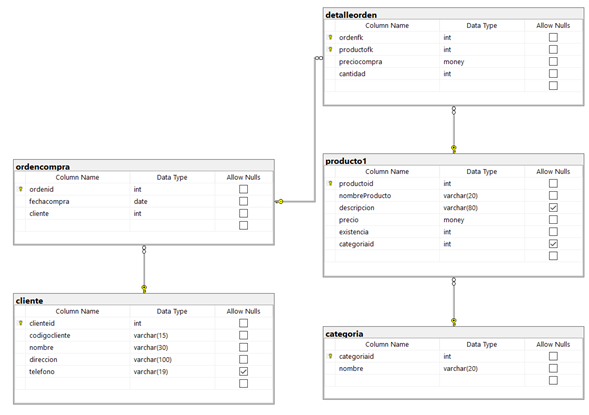 detalleorden
Column Name Data Type Allow Nulls
ordenfk int
productofk int
preciocompra money
cantidad int
ordencompra
Column Name Data Type Allow Nulls
ordenid int
fechacompra date
cliente int
producto1
Column Name Data Type Allow Nulls
productoid int
nombreProducto varchar(20)
descripcion varchar(80)
precio money
existencia int
categoriaid int
cliente
Column Name Data Type Allow Nulls
clienteid int
codigocliente varchar(15)
nombre varchar(30)
direccion varchar(100)
telefono varchar(19)
categoria
Column Name Data Type Allow Nulls
categoriaid int
nombre varchar(20)